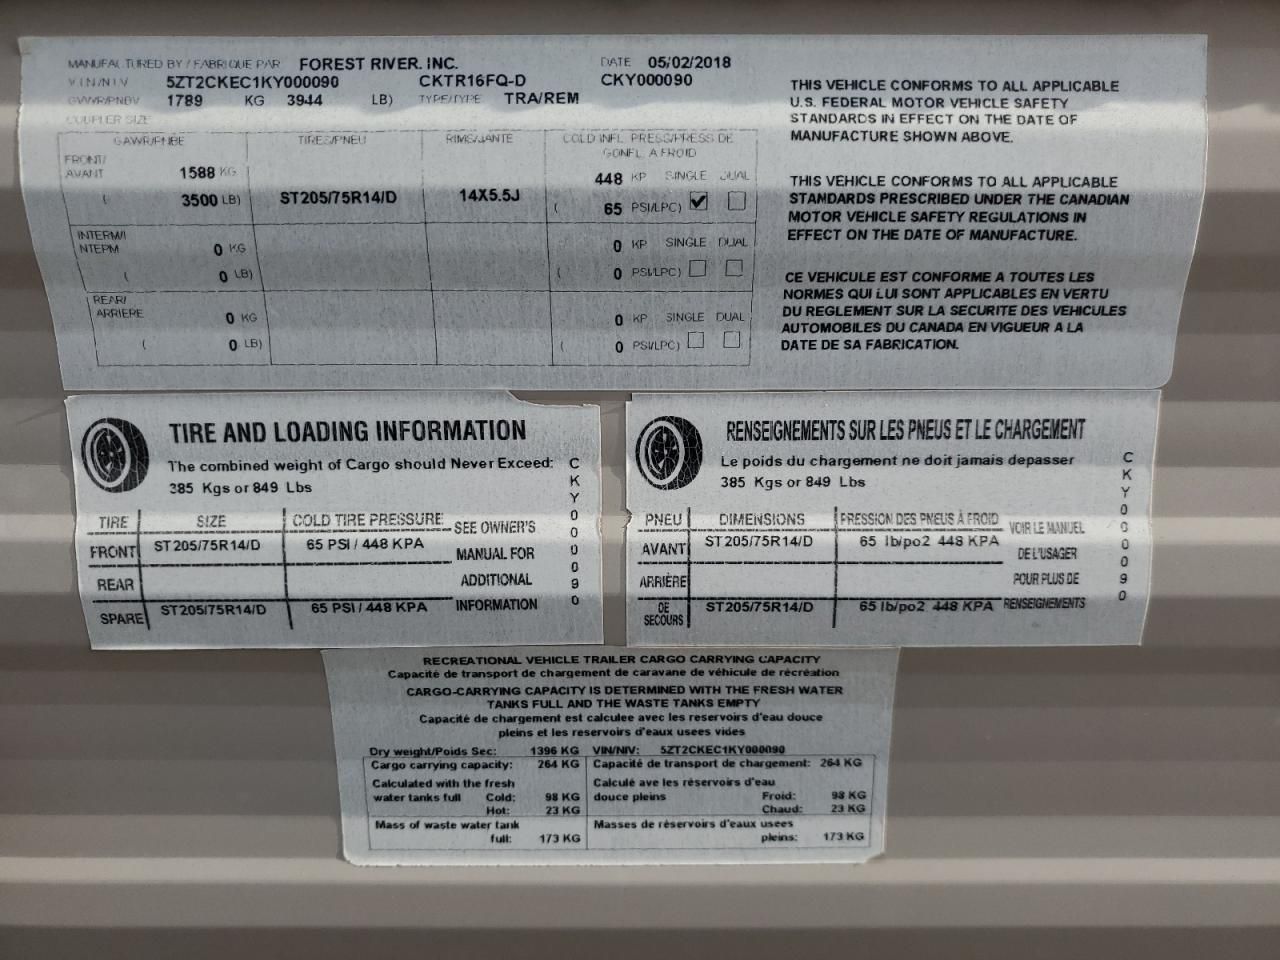 MANUFACTURED BY / FABRIQUE PAR FOREST RIVER, INC. DATE 05/02/2018
VIN/NIV 5ZT2CKEC1KY000090 CKTR16FQ-D CKY000090
GVWR/PNBV 1789 KG 3944 LB) TYPE/TYPE TRA/REM
COUPLER SIZE
GAWR/PNBE TIRES/PNEU RIMS/JANTE COLD INFL. PRESS/PRESS DE
GONFL. A FROID
FRONT/
AVANT 1588 KG 448 KP SINGLE DUAL
( 3500 LB) ST205/75R14/D 14X5.5J ( 65 PSI/LPC)
INTERM/I
NTEPM 0 KG 0 KP SINGLE DUAL
( 0 LB) ( 0 PSI/LPC)
REAR/
ARRIERE 0 KG 0 KP SINGLE DUAL
( 0 LB) ( 0 PSI/LPC)
THIS VEHICLE CONFORMS TO ALL APPLICABLE
U.S. FEDERAL MOTOR VEHICLE SAFETY
STANDARDS IN EFFECT ON THE DATE OF
MANUFACTURE SHOWN ABOVE.
THIS VEHICLE CONFORMS TO ALL APPLICABLE
STANDARDS PRESCRIBED UNDER THE CANADIAN
MOTOR VEHICLE SAFETY REGULATIONS IN
EFFECT ON THE DATE OF MANUFACTURE.
CE VEHICULE EST CONFORME A TOUTES LES
NORMES QUI LUI SONT APPLICABLES EN VERTU
DU REGLEMENT SUR LA SECURITE DES VEHICULES
AUTOMOBILES DU CANADA EN VIGUEUR A LA
DATE DE SA FABRICATION.
TIRE AND LOADING INFORMATION
The combined weight of Cargo should Never Exceed:
385 Kgs or 849 Lbs
TIRE SIZE COLD TIRE PRESSURE SEE OWNER'S
FRONT ST205/75R14/D 65 PSI / 448 KPA MANUAL FOR
REAR ADDITIONAL
SPARE ST205/75R14/D 65 PSI / 448 KPA INFORMATION
CKY000090
RENSEIGNEMENTS SUR LES PNEUS ET LE CHARGEMENT
Le poids du chargement ne doit jamais depasser
385 Kgs or 849 Lbs
PNEU DIMENSIONS PRESSION DES PNEUS À FROID VOIR LE MANUEL
AVANT ST205/75R14/D 65 lb/po2 448 KPA DE L'USAGER
ARRIÈRE POUR PLUS DE
DE
SECOURS ST205/75R14/D 65 lb/po2 448 KPA RENSEIGNEMENTS
CKY000090
RECREATIONAL VEHICLE TRAILER CARGO CARRYING CAPACITY
Capacité de transport de chargement de caravane de véhicule de récréation
CARGO-CARRYING CAPACITY IS DETERMINED WITH THE FRESH WATER
TANKS FULL AND THE WASTE TANKS EMPTY
Capacité de chargement est calculee avec les reservoirs d'eau douce
pleins et les reservoirs d'eaux usees vides
Dry weight/Poids Sec: 1396 KG VIN/NIV: 5ZT2CKEC1KY000090
Cargo carrying capacity: 264 KG Capacité de transport de chargement: 264 KG
Calculated with the fresh Calculé ave les réservoirs d'eau
water tanks full Cold: 98 KG douce pleins Froid: 98 KG
Hot: 23 KG Chaud: 23 KG
Mass of waste water tank Masses de réservoirs d'eaux usees
full: 173 KG pleins: 173 KG